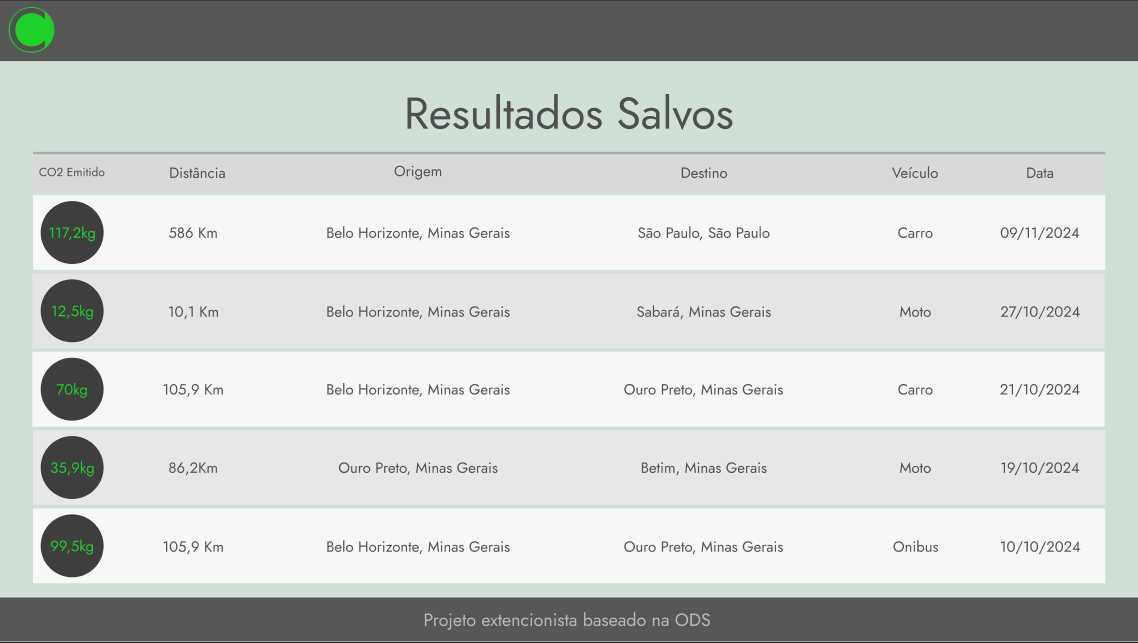 Resultados Salvos
CO2 Emitido Distância Origem Destino Veículo Data
117,2kg 586 Km Belo Horizonte, Minas Gerais São Paulo, São Paulo Carro 09/11/2024
12,5kg 10,1 Km Belo Horizonte, Minas Gerais Sabará, Minas Gerais Moto 27/10/2024
70kg 105,9 Km Belo Horizonte, Minas Gerais Ouro Preto, Minas Gerais Carro 21/10/2024
35,9kg 86,2Km Ouro Preto, Minas Gerais Betim, Minas Gerais Moto 19/10/2024
99,5kg 105,9 Km Belo Horizonte, Minas Gerais Ouro Preto, Minas Gerais Onibus 10/10/2024
Projeto extencionista baseado na ODS